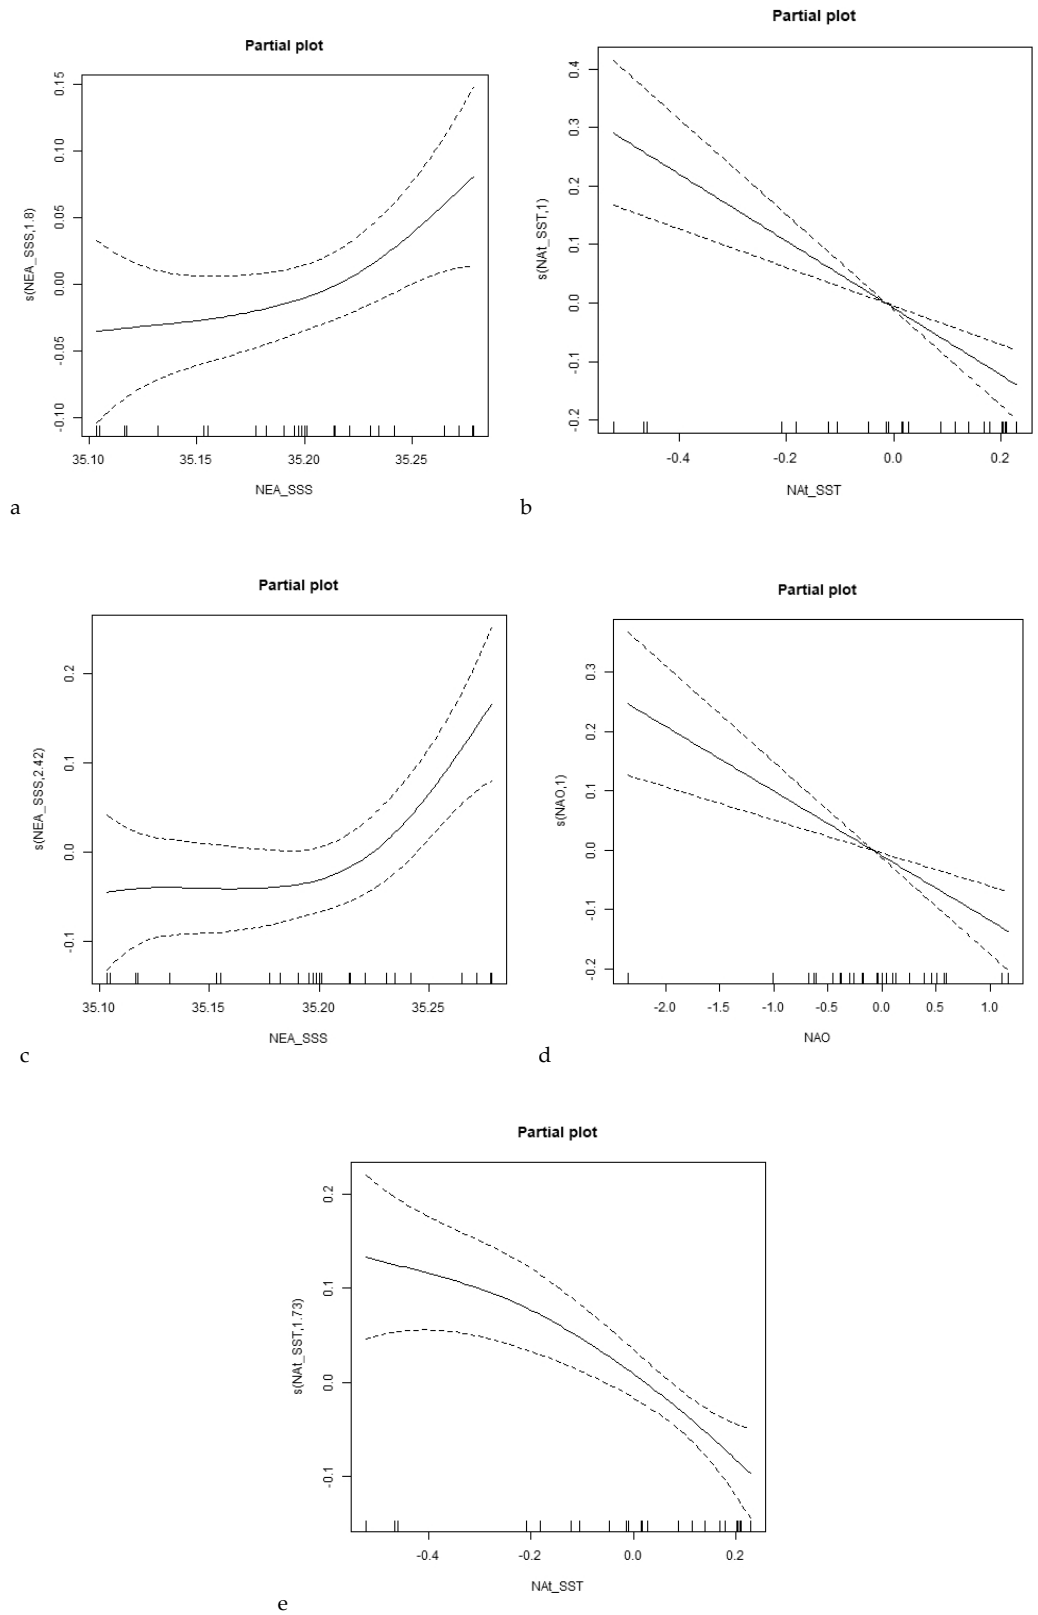 Partial plot
s(NEA_SSS,1.8)
0.15
0.10
0.05
0.00
-0.05
-0.10
35.10 35.15 35.20 35.25
NEA_SSS
a
Partial plot
s(NAt_SST,1)
0.4
0.3
0.2
0.1
0.0
-0.1
-0.2
-0.4 -0.2 0.0 0.2
NAt_SST
b
Partial plot
s(NEA_SSS,2.42)
0.2
0.1
0.0
-0.1
35.10 35.15 35.20 35.25
NEA_SSS
c
Partial plot
s(NAO,1)
0.3
0.2
0.1
0.0
-0.1
-0.2
-2.0 -1.5 -1.0 -0.5 0.0 0.5 1.0
NAO
d
Partial plot
s(NAt_SST,1.73)
0.2
0.1
0.0
-0.1
-0.4 -0.2 0.0 0.2
NAt_SST
e